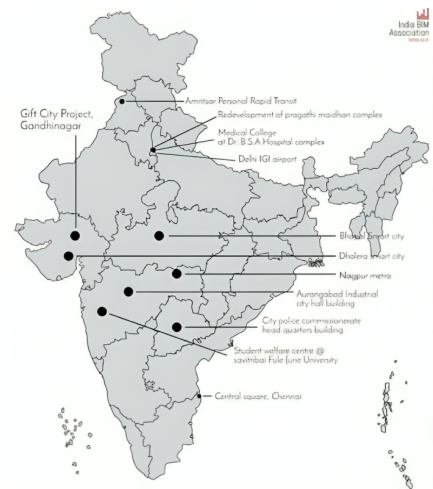 India BIM
Association
Amritsar Personal Rapid Transit
Gift City Project,
Gandhinagar
Redevelopment of pragathi maidhan complex
Medical College
at Dr. B.S.A Hospital complex
Delhi IGI airport
Bhopal Smart city
Dholera smart city
Nagpur metro
Aurangabad Industrial
city hall building
City police commissionerate
head quarters building
Student welfare centre @
savitribai Fule June University
Central square, Chennai